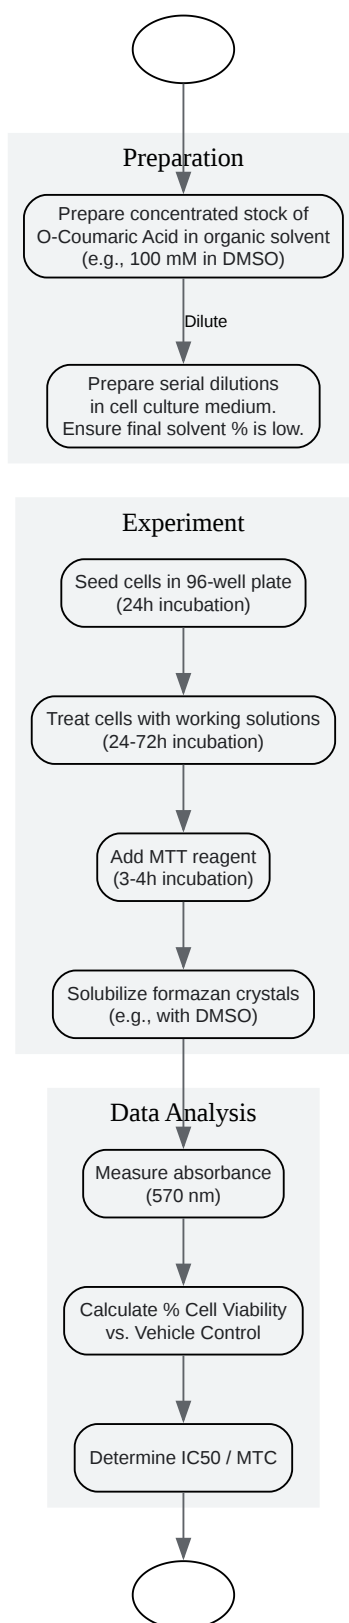 Preparation
Prepare concentrated stock of
O-Coumaric Acid in organic solvent
(e.g., 100 mM in DMSO)
Dilute
Prepare serial dilutions
in cell culture medium.
Ensure final solvent % is low.
Experiment
Seed cells in 96-well plate
(24h incubation)
Treat cells with working solutions
(24-72h incubation)
Add MTT reagent
(3-4h incubation)
Solubilize formazan crystals
(e.g., with DMSO)
Data Analysis
Measure absorbance
(570 nm)
Calculate % Cell Viability
vs. Vehicle Control
Determine IC50 / MTC